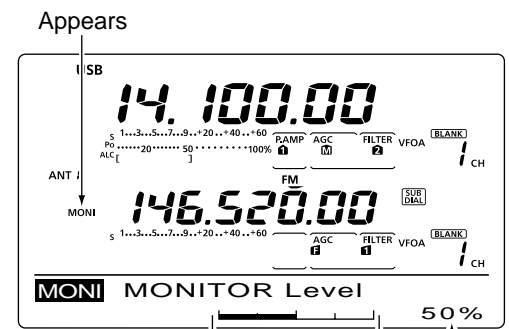 Appears
USB
14.100.00
S 1...3...5...7...9..+20..+40..+60
Po ......20......50.........100%
ALC [ ]
P.AMP 1 AGC M FILTER 2 VFOA BLANK 1 CH
ANT 1
FM
MONI 146.520.00 SUB DIAL
S 1...3...5...7...9..+20..+40..+60
AGC F FILTER 1 VFOA BLANK 1 CH
MONI MONITOR Level
50%